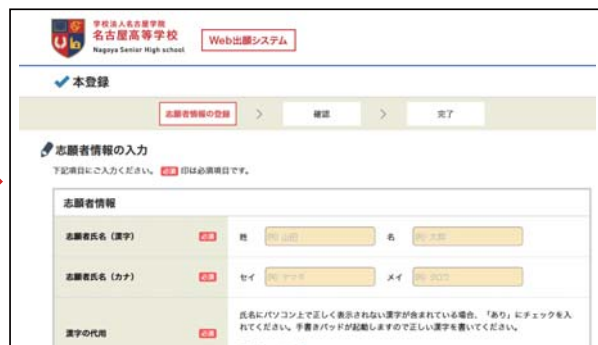 学校法人名古屋学院
名古屋高等学校
Nagoya Senior High school
Web出願システム
本登録
志願者情報の登録 > 確認 > 完了
志願者情報の入力
下記項目にご入力ください。 必須 印は必須項目です。
志願者情報
志願者氏名（漢字） 必須 姓 例) 山田 名 例) 太郎
志願者氏名（カナ） 必須 セイ 例) ヤマダ メイ 例) タロウ
氏名にパソコン上で正しく表示されない漢字が含まれている場合、「あり」にチェックを入
れてください。手書きパッドが起動しますので正しい漢字を書いてください。
漢字の代用 必須